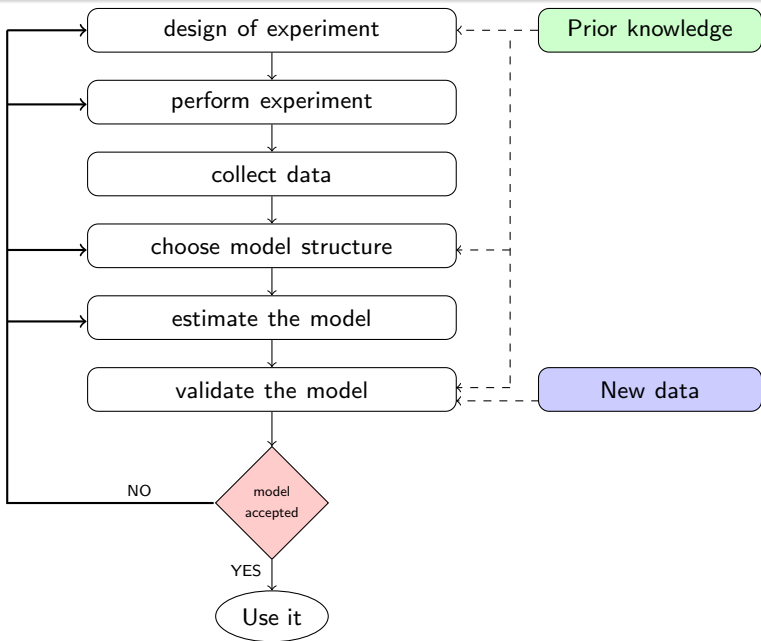 design of experiment
Prior knowledge
perform experiment
collect data
choose model structure
estimate the model
validate the model
New data
NO
model
accepted
YES
Use it